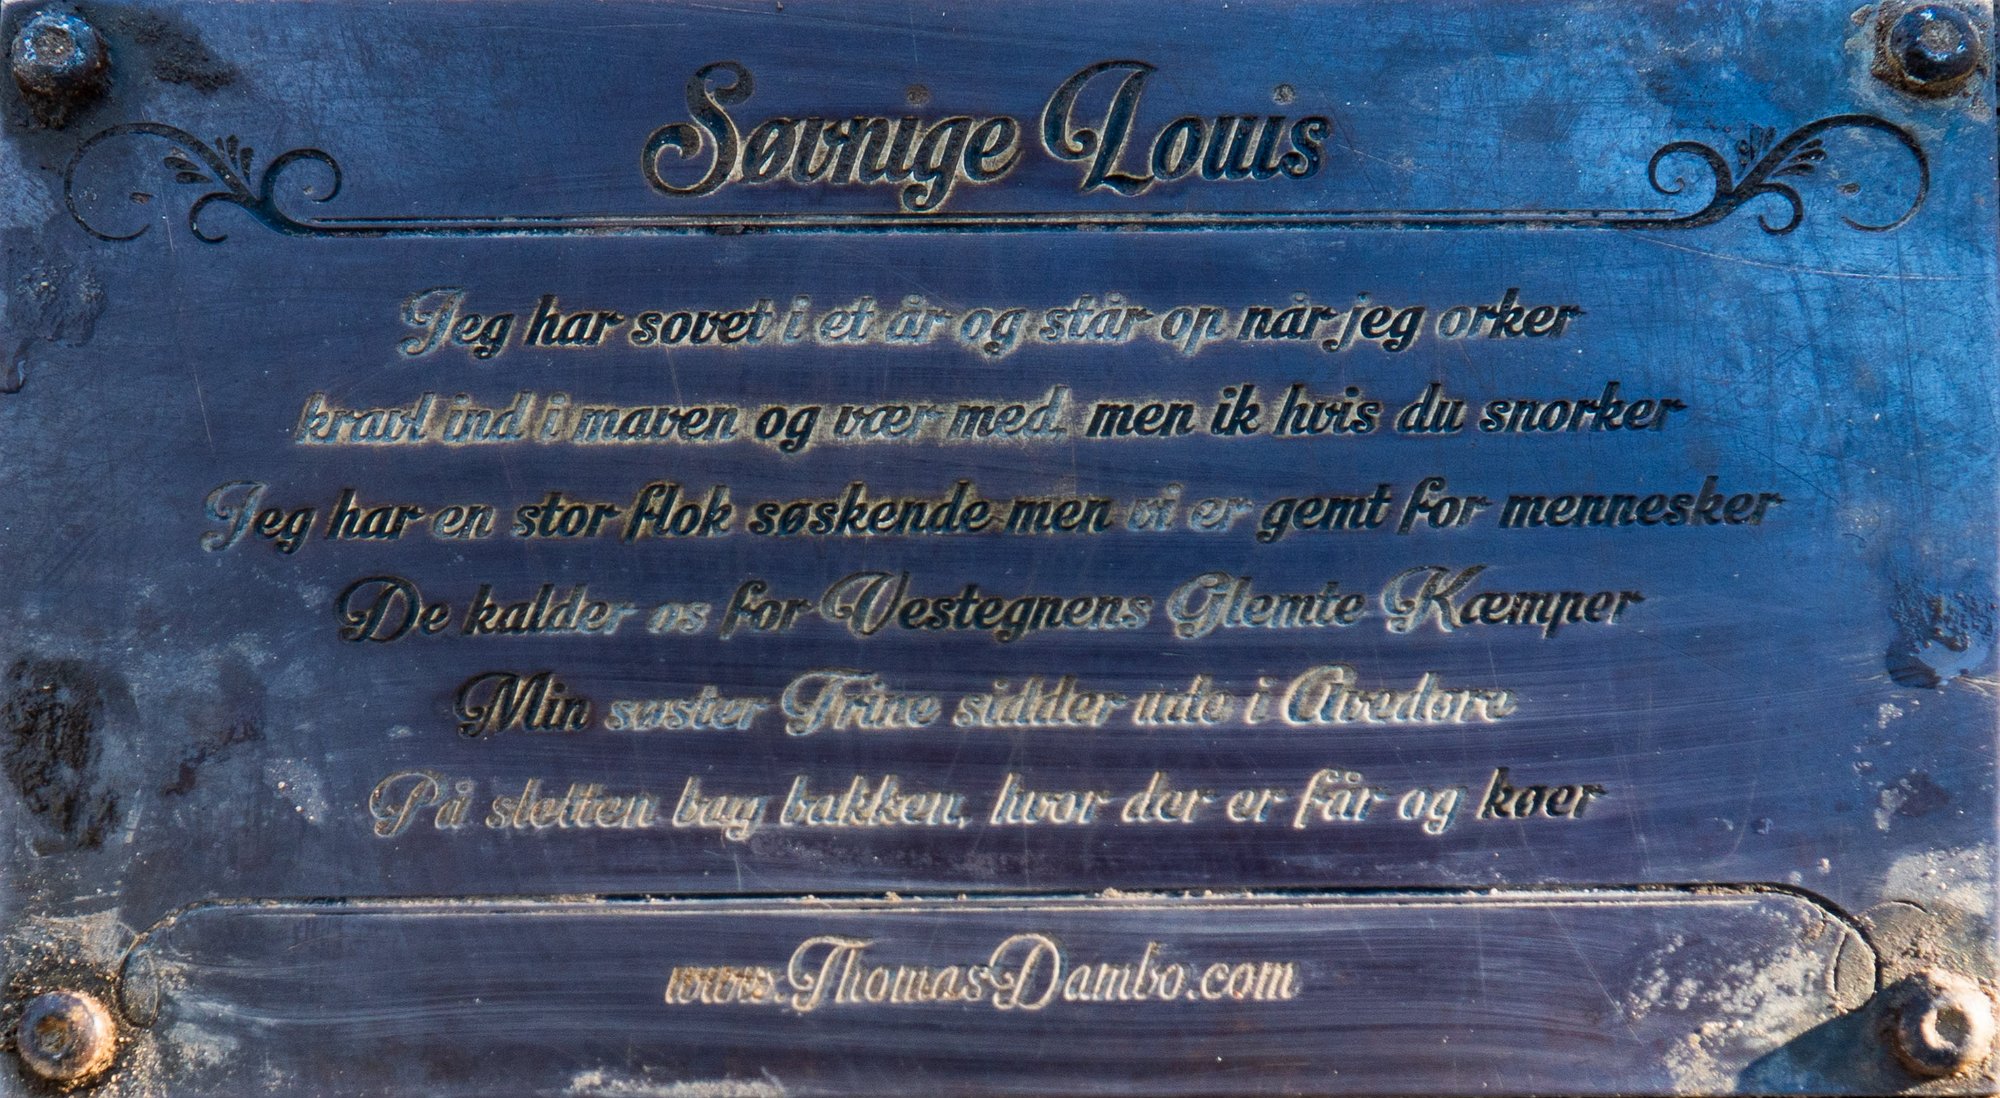 Søvnige Louis
Jeg har sovet i et år og står op når jeg orker
kravl ind i maven og vær med, men ik hvis du snorker
Jeg har en stor flok søskende men vi er gemt for mennesker
De kalder os for Vestegnens Glemte Kæmper
Min søster Trine sidder ude i Avedøre
På sletten bag bakken, hvor der er får og køer
www.ThomasDambo.com